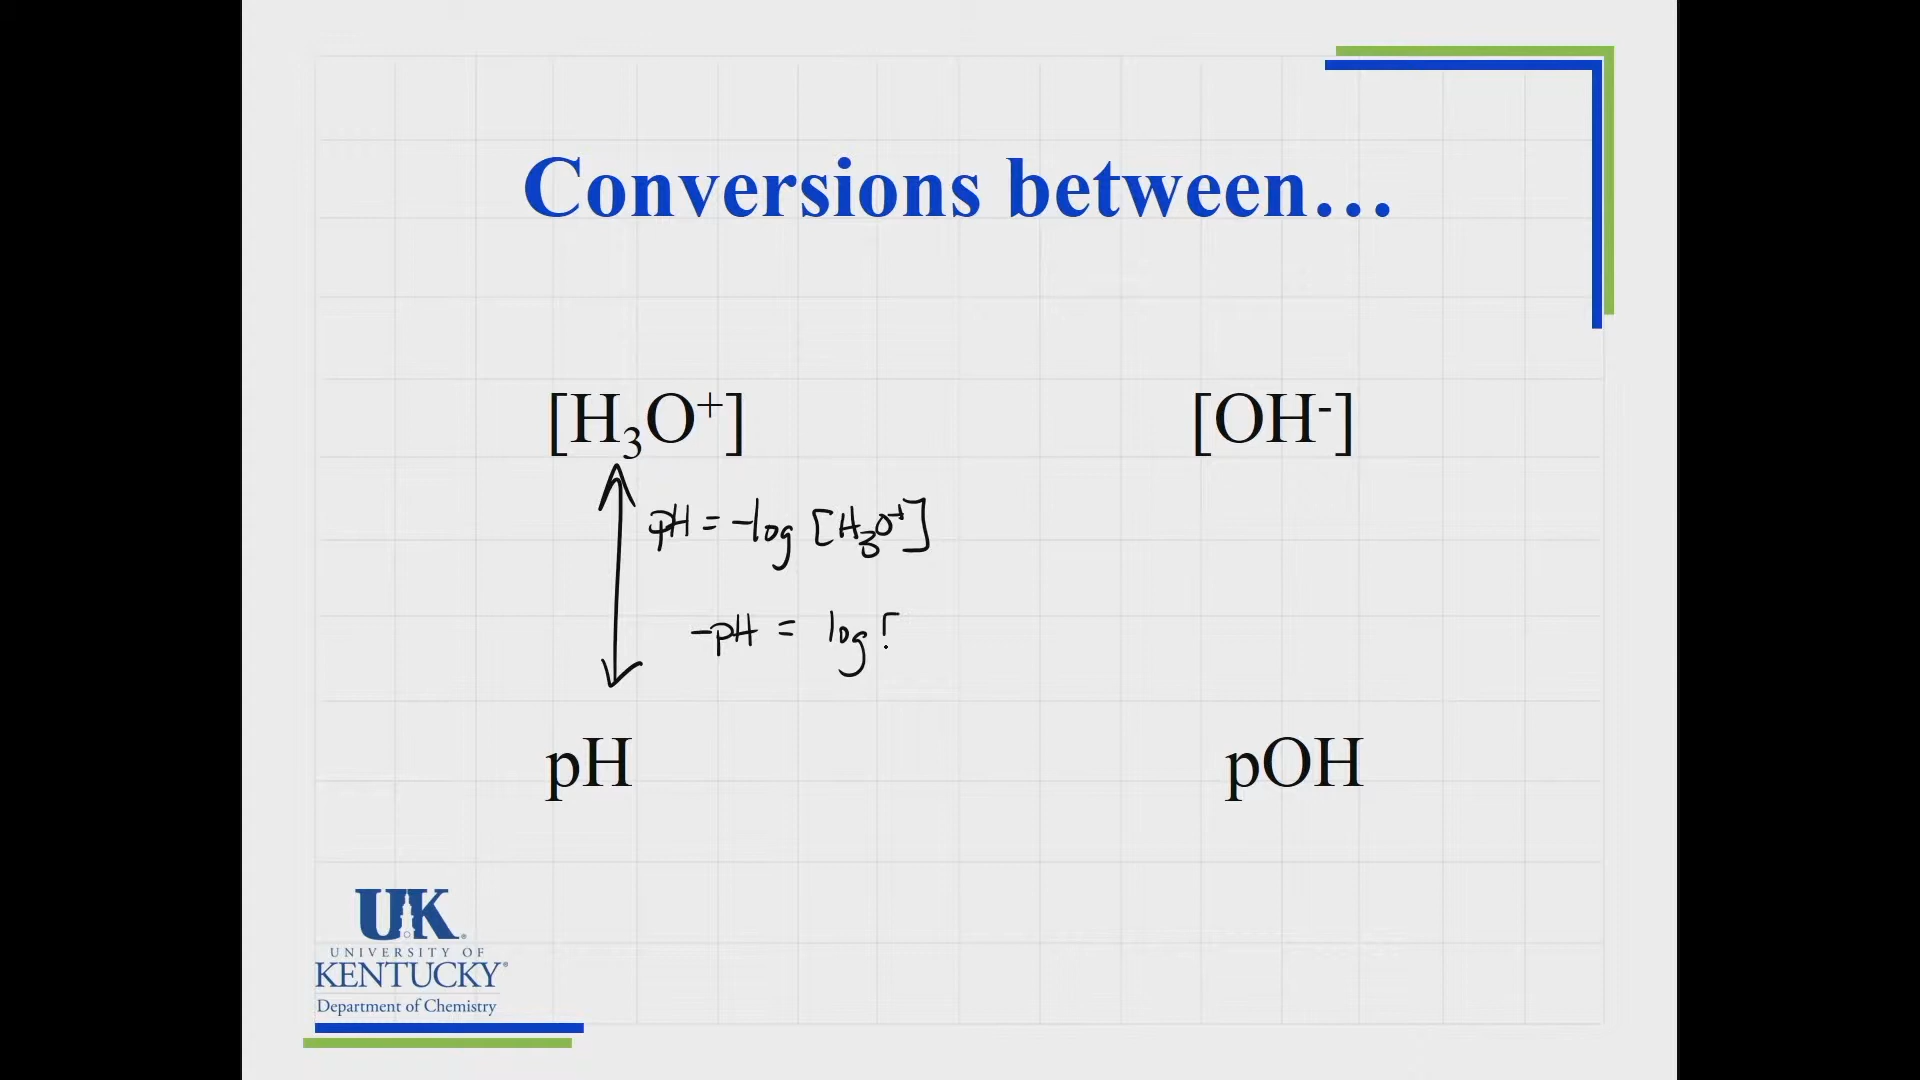 Conversions between…
[H₃O⁺] [OH⁻]
pH = -log [H₃O⁺]
-pH = log [
pH pOH
UK®
UNIVERSITY OF
KENTUCKY®
Department of Chemistry